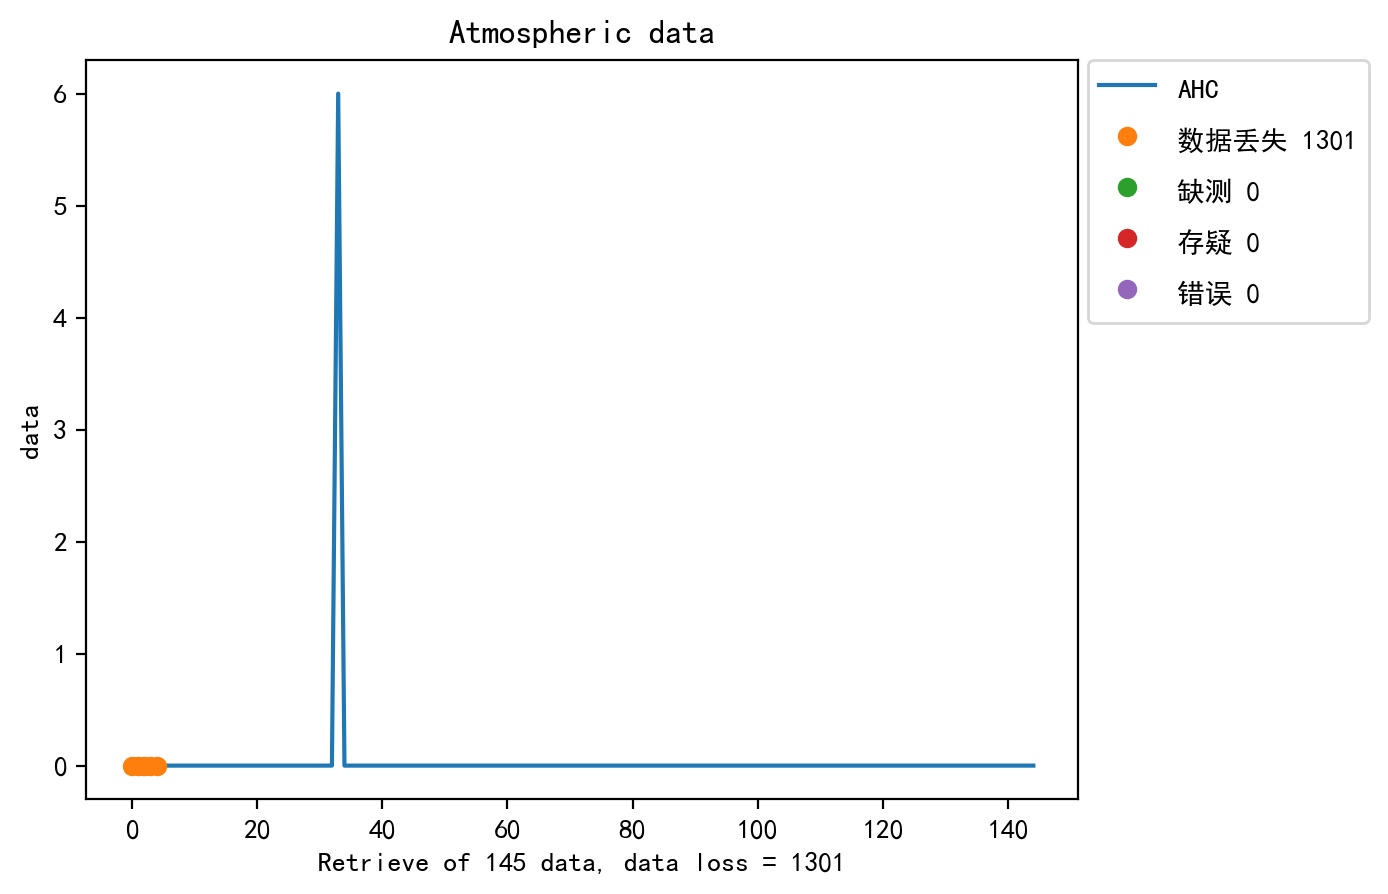 Atmospheric data
AHC
数据丢失 1301
缺测 0
存疑 0
错误 0
6
5
4
3
2
1
0
data
0 20 40 60 80 100 120 140
Retrieve of 145 data, data loss = 1301